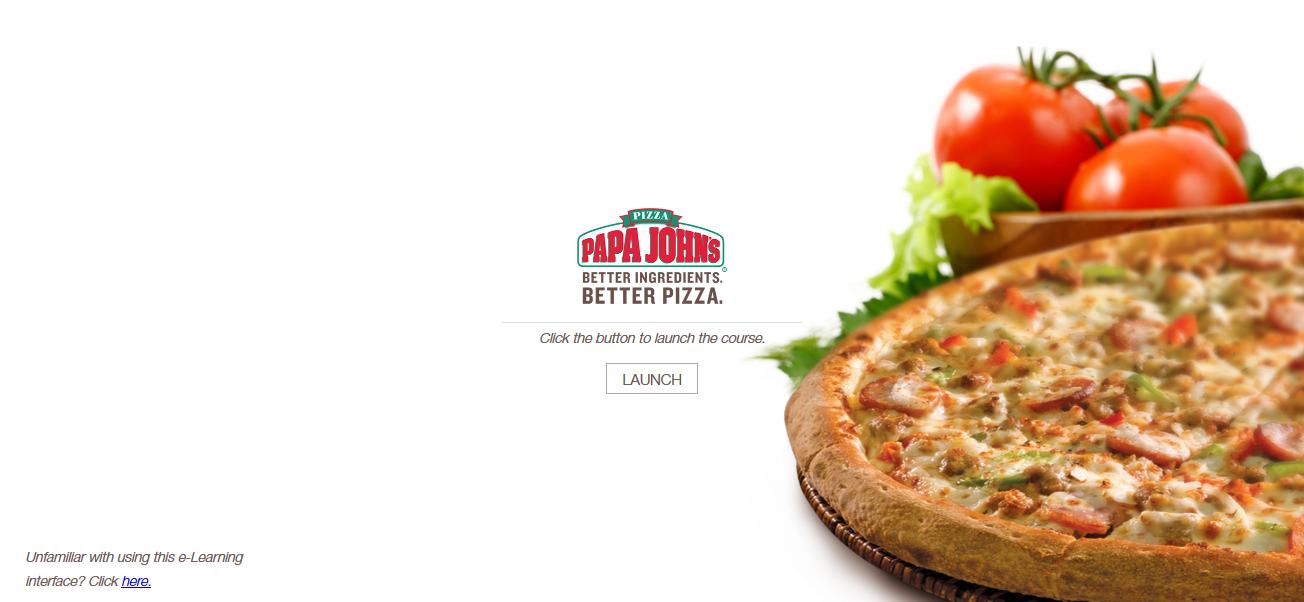 PIZZA
PAPA JOHN'S
BETTER INGREDIENTS.
BETTER PIZZA.
Click the button to launch the course.
LAUNCH
Unfamiliar with using this e-Learning
interface? Click here.